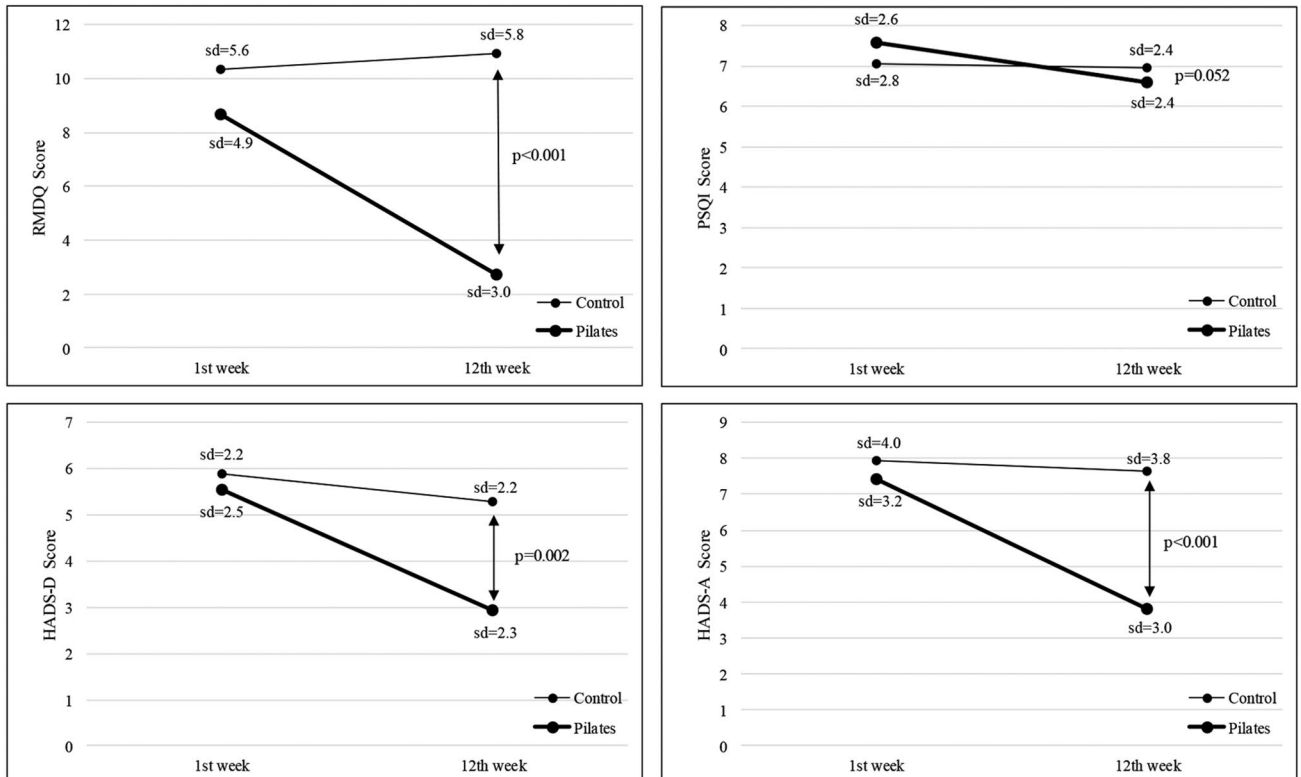 12
10
8
6
4
2
0
RMDQ Score
sd=5.6
sd=5.8
sd=4.9
p<0.001
sd=3.0
Control
Pilates
1st week
12th week
8
7
6
5
4
3
2
1
0
PSQI Score
sd=2.6
sd=2.4
sd=2.8
p=0.052
sd=2.4
Control
Pilates
1st week
12th week
7
6
5
4
3
2
1
0
HADS-D Score
sd=2.2
sd=2.2
sd=2.5
p=0.002
sd=2.3
Control
Pilates
1st week
12th week
9
8
7
6
5
4
3
2
1
0
HADS-A Score
sd=4.0
sd=3.8
sd=3.2
p<0.001
sd=3.0
Control
Pilates
1st week
12th week